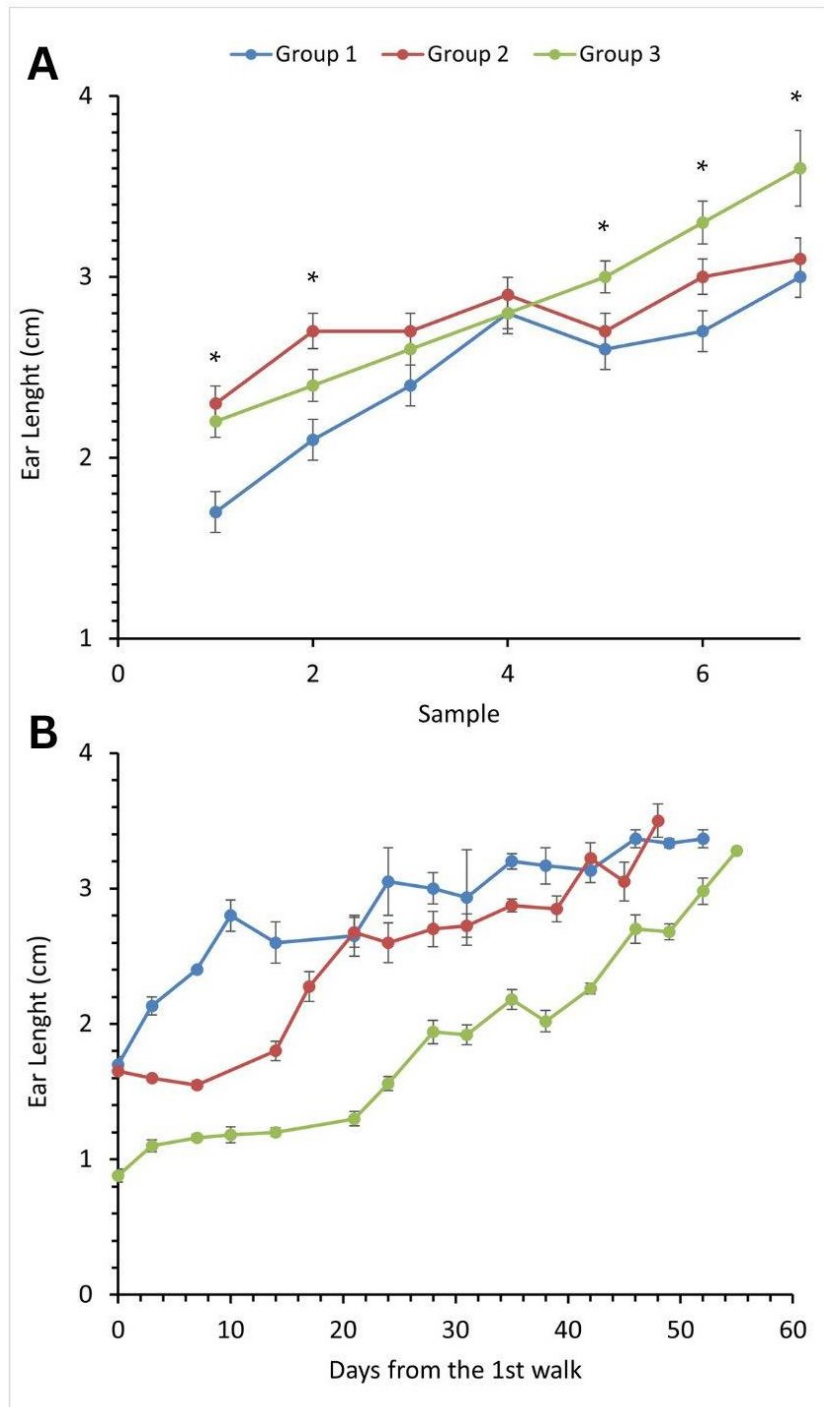 A
Group 1 Group 2 Group 3
4
3
2
1
* * * * *
Ear Lenght (cm)
0 2 4 6
Sample
B
4
3
2
1
0
Ear Lenght (cm)
0 10 20 30 40 50 60
Days from the 1st walk